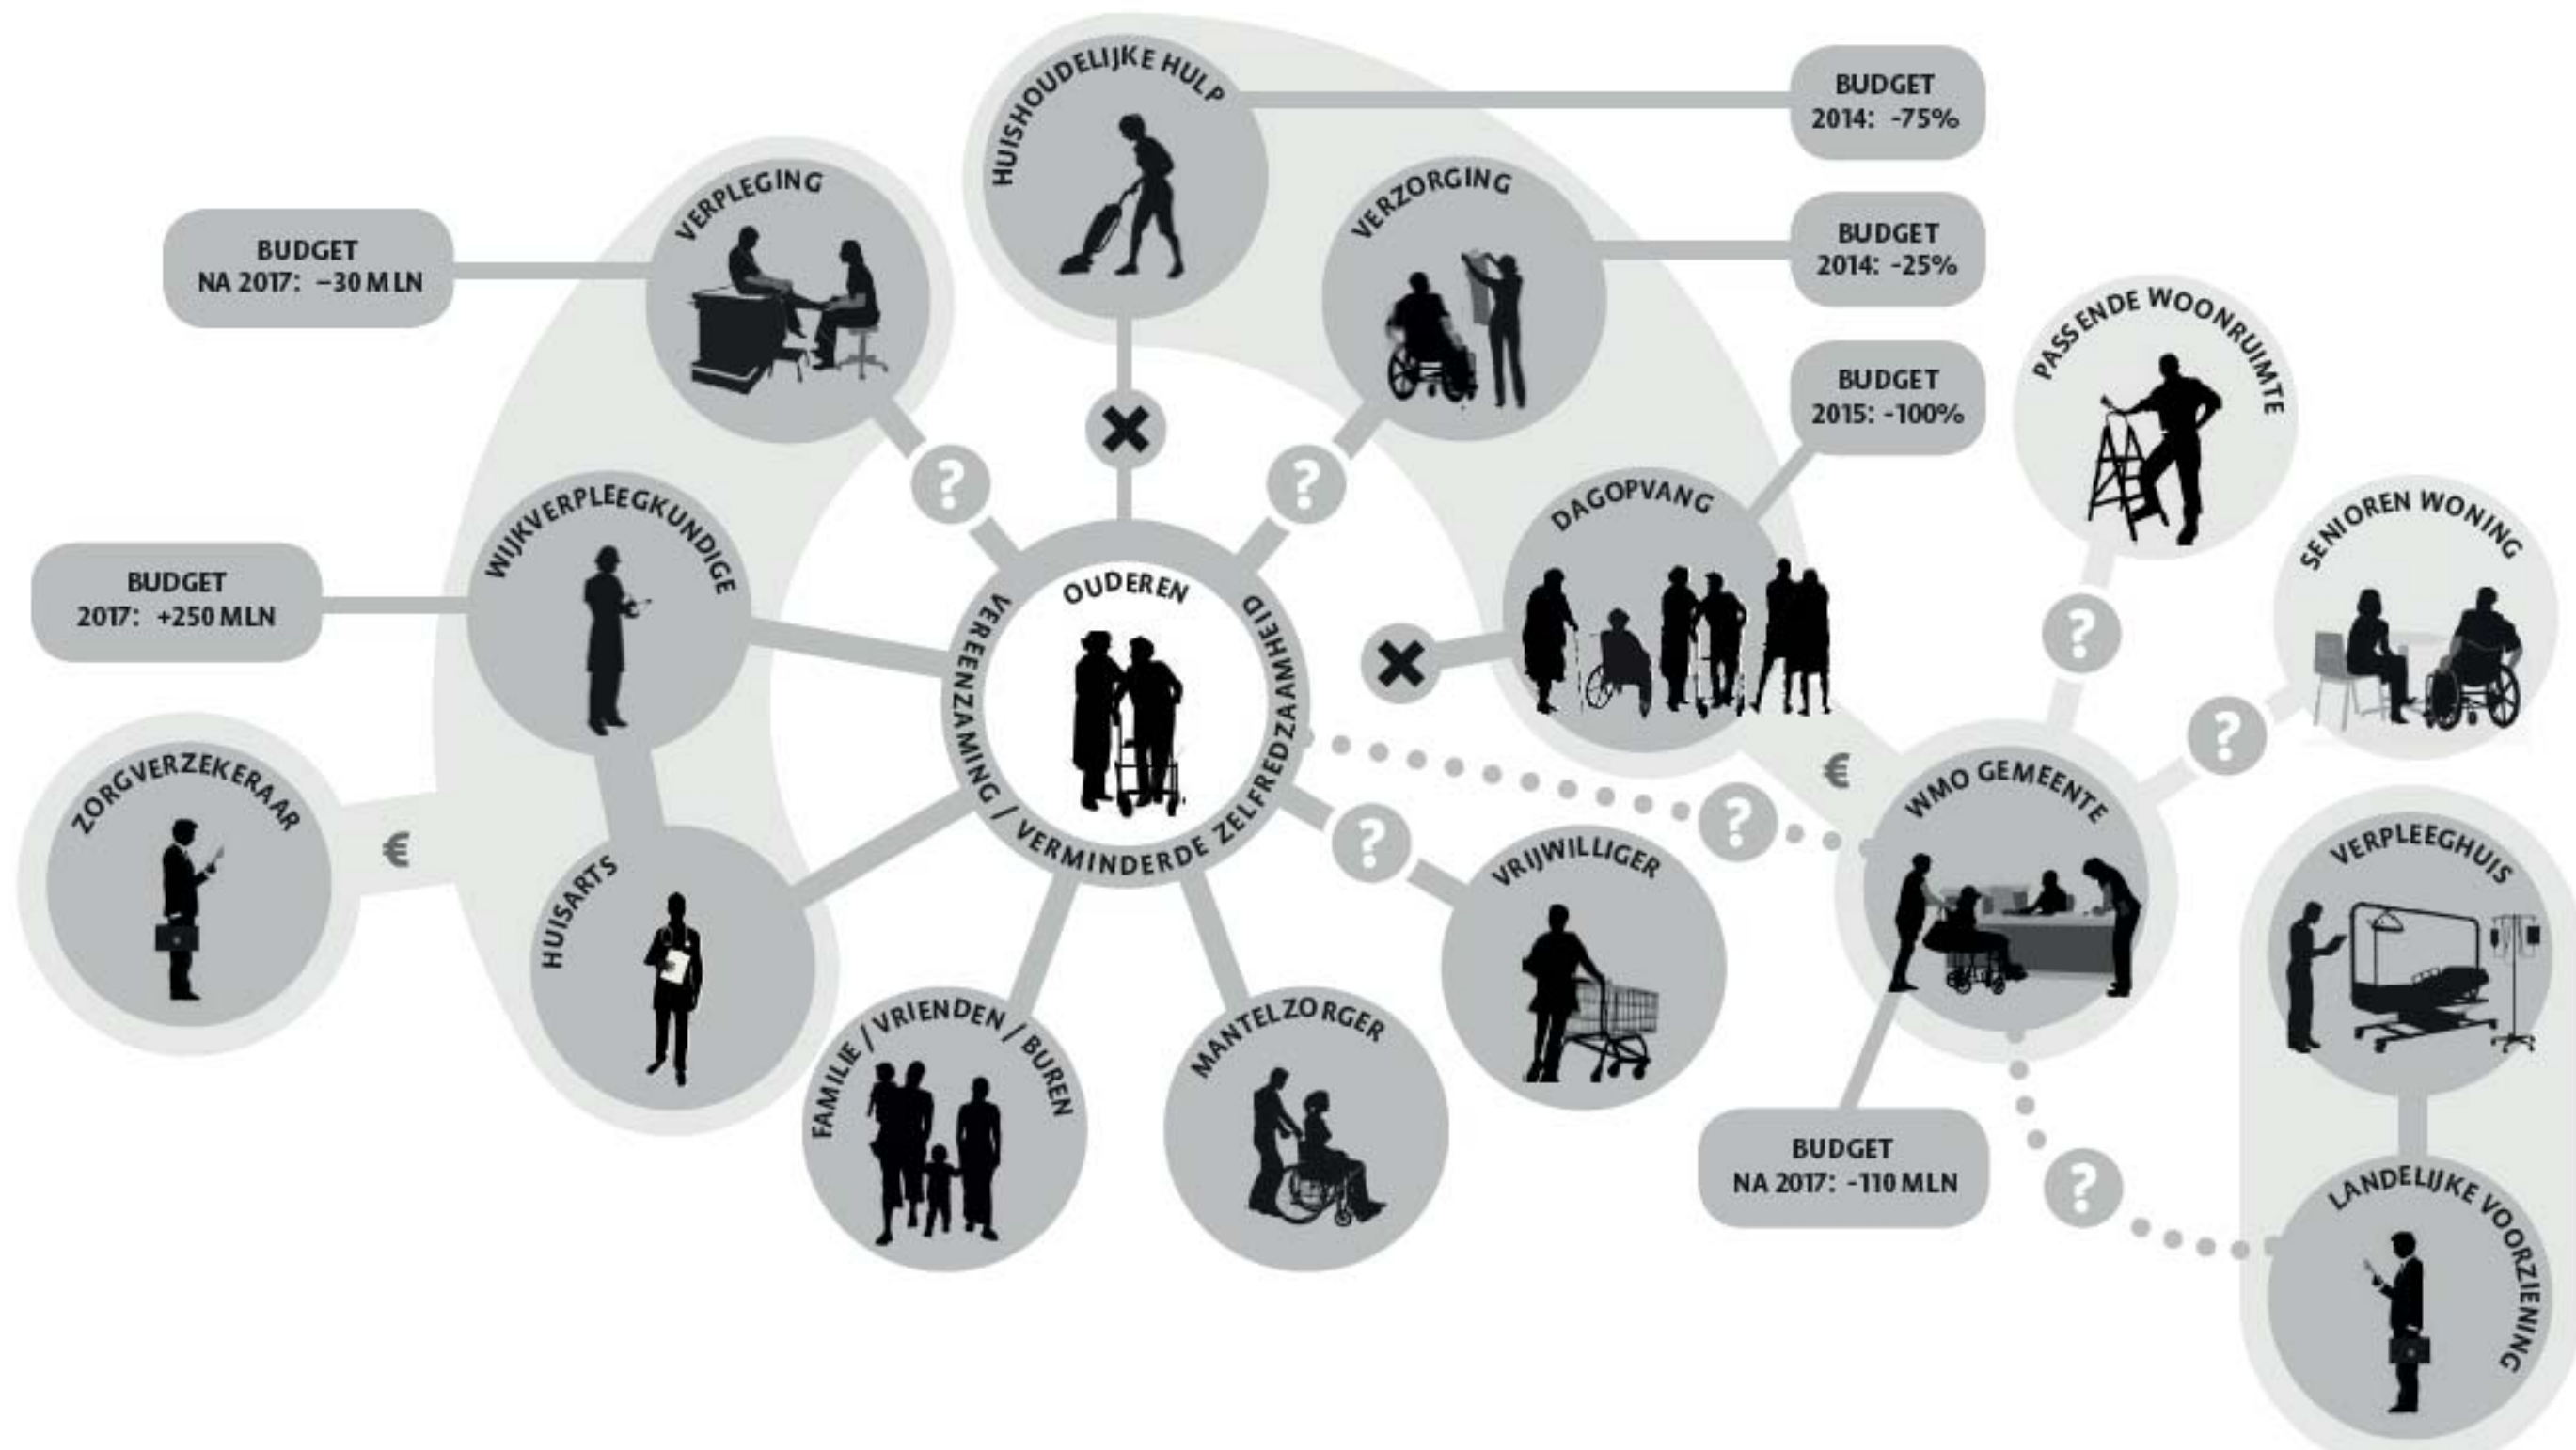 HUISHOUDELIJKE HULP
BUDGET
2014: -75%
VERPLEGING
VERZORGING
BUDGET
NA 2017: –30 MLN
BUDGET
2014: -25%
PASSENDE WOONRUIMTE
BUDGET
2015: -100%
?
?
WIJKVERPLEEGKUNDIGE
DAGOPVANG
SENIOREN WONING
BUDGET
2017: +250 MLN
OUDEREN
VEREENZAMING / VERMINDERDE ZELFREDZAAMHEID
?
?
ZORGVERZEKERAAR
€
€
?
?
WMO GEMEENTE
HUISARTS
VRIJWILLIGER
VERPLEEGHUIS
FAMILIE / VRIENDEN / BUREN
MANTELZORGER
BUDGET
NA 2017: -110 MLN
?
LANDELIJKE VOORZIENING